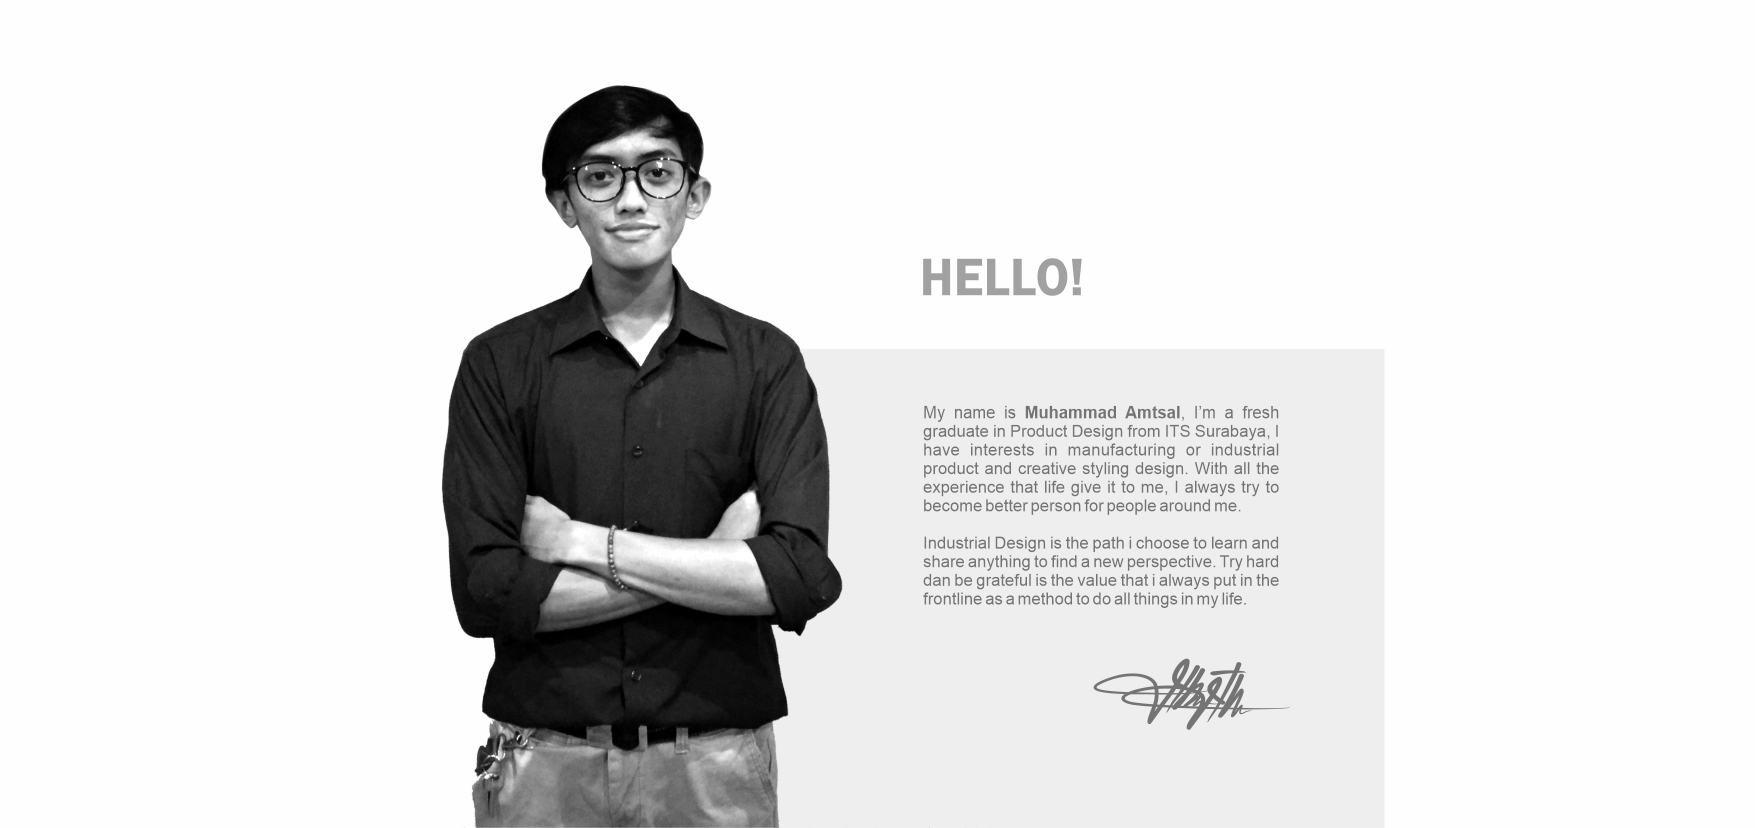 HELLO!
My name is Muhammad Amtsal, I’m a fresh
graduate in Product Design from ITS Surabaya, I
have interests in manufacturing or industrial
product and creative styling design. With all the
experience that life give it to me, I always try to
become better person for people around me.
Industrial Design is the path i choose to learn and
share anything to find a new perspective. Try hard
dan be grateful is the value that i always put in the
frontline as a method to do all things in my life.